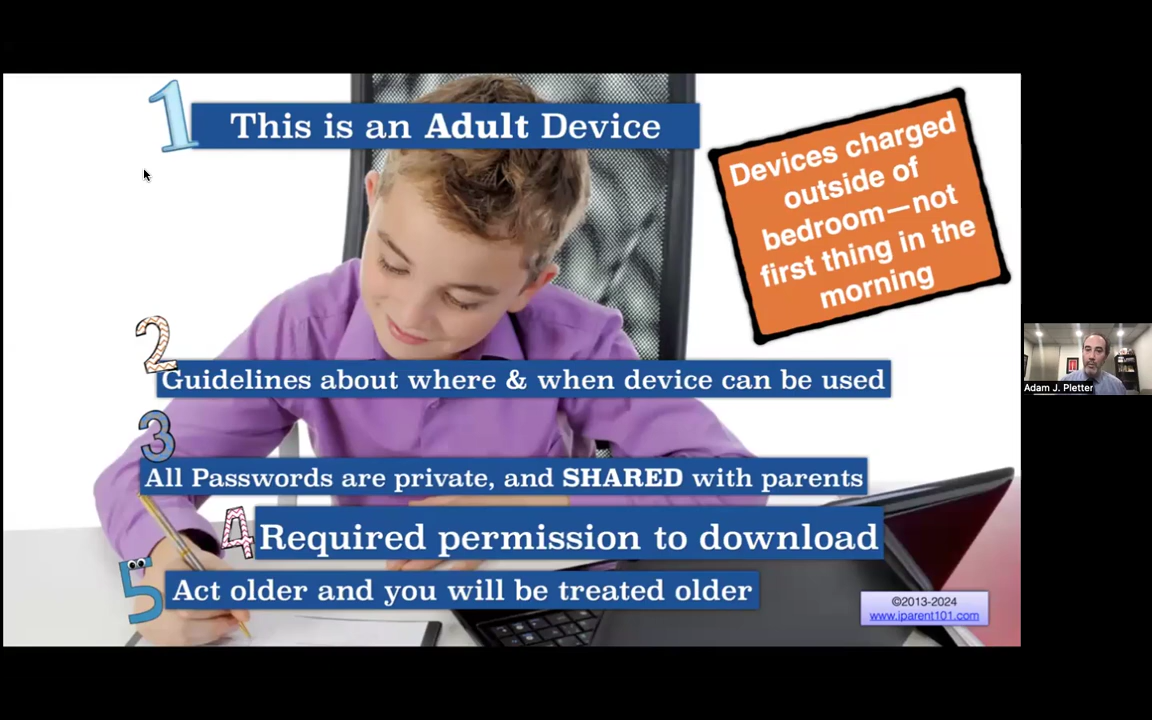 1
This is an Adult Device
Devices charged
outside of
bedroom—not
first thing in the
morning
2
Guidelines about where & when device can be used
3
All Passwords are private, and SHARED with parents
4
Required permission to download
5
Act older and you will be treated older
©2013-2024
www.iparent101.com
Adam J. Pletter